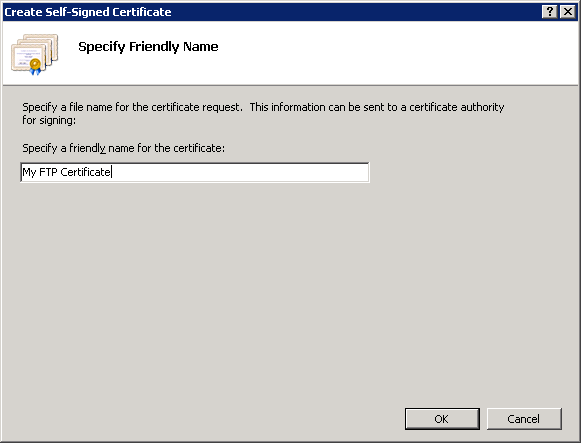 Create Self-Signed Certificate
Specify Friendly Name
Specify a file name for the certificate request.  This information can be sent to a certificate authority
for signing:
Specify a friendly name for the certificate:
My FTP Certificate
OK
Cancel